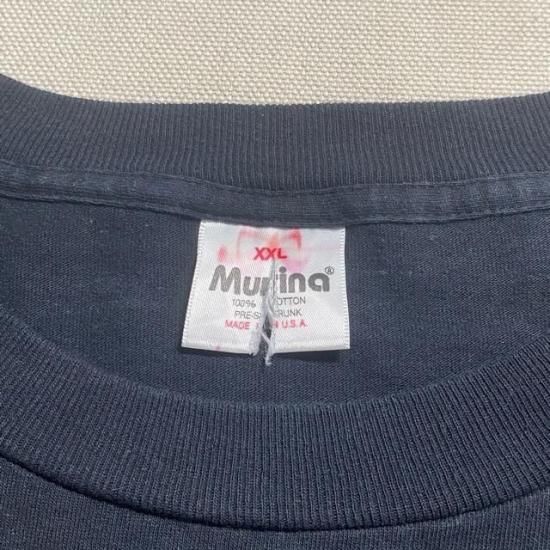 XXL
Murina®
100% COTTON
PRE-SHRUNK
MADE IN U.S.A.